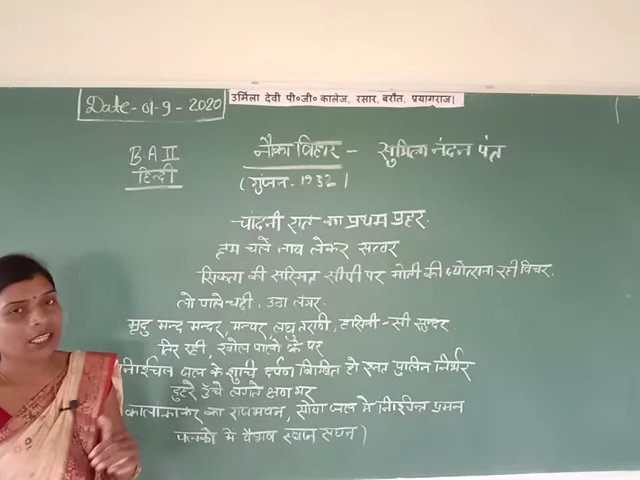 Date-01-9-2020
उर्मिला देवी पी०जी० कालेज, रसार, बरौत, प्रयागराज।
B.A II
हिन्दी
नौका विहार - सुमित्रा नंदन पंत
(गुंजन-1932)
चांदनी रात का प्रथम प्रहर
हम चले नाव लेकर सत्वर
सिकता की सस्मित सीपी पर मोती की ज्योत्स्ना रही विचर
लो पाले चढ़ी, उठा लंगर
मृदु मन्द मन्दर, मन्थर, लघु तरणी, हंसिनी-सी सुन्दर
तिर रही, खोल पालों के पर
निश्चल जल के शुचि दर्पण बिम्बित हो रजत पुलिन निर्भर
दुहरे ऊँचे लगते क्षण भर
कालाकांकर का राजभवन, सोया जल में निश्चिन्त प्रमन
पलकों में वैभव स्वप्न सघन)